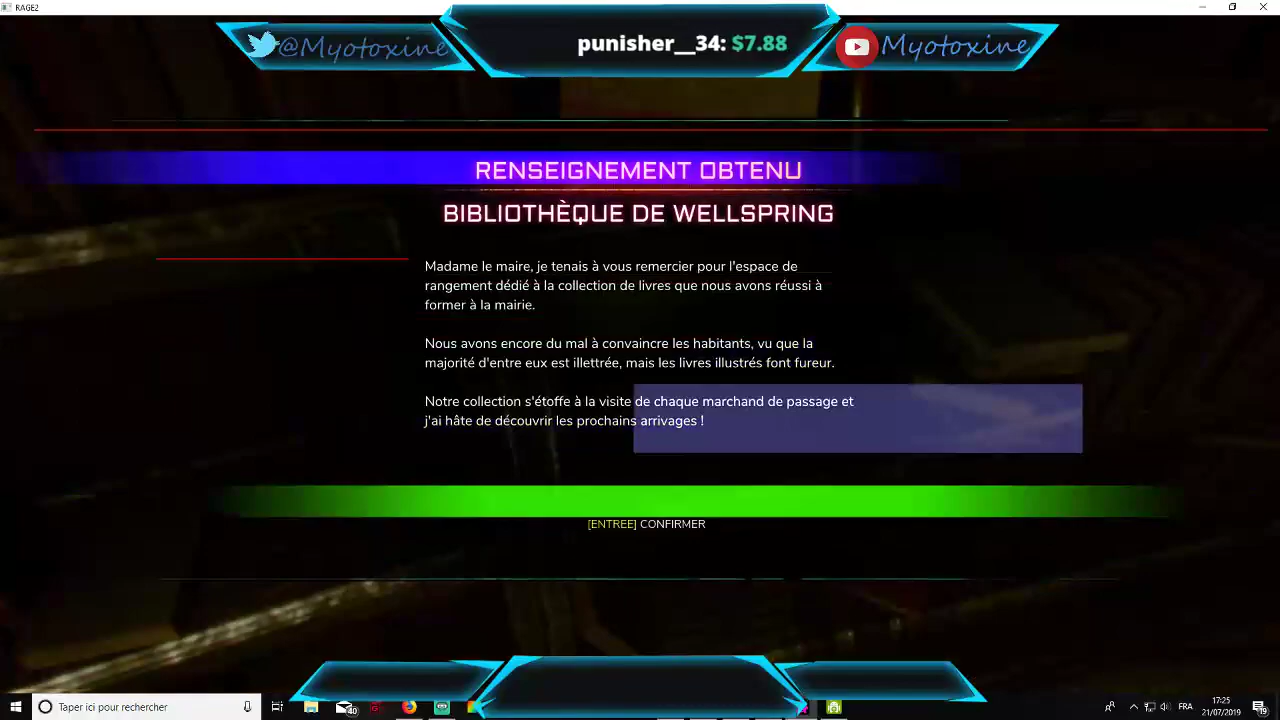 RAGE2
@Myotoxine
punisher__34: $7.88
Myotoxine
RENSEIGNEMENT OBTENU
BIBLIOTHÈQUE DE WELLSPRING
Madame le maire, je tenais à vous remercier pour l'espace de
rangement dédié à la collection de livres que nous avons réussi à
former à la mairie.
Nous avons encore du mal à convaincre les habitants, vu que la
majorité d'entre eux est illettrée, mais les livres illustrés font fureur.
Notre collection s'étoffe à la visite de chaque marchand de passage et
j'ai hâte de découvrir les prochains arrivages !
[ENTREE] CONFIRMER
Taper ici pour rechercher
40
FRA
17:25
21/07/2019